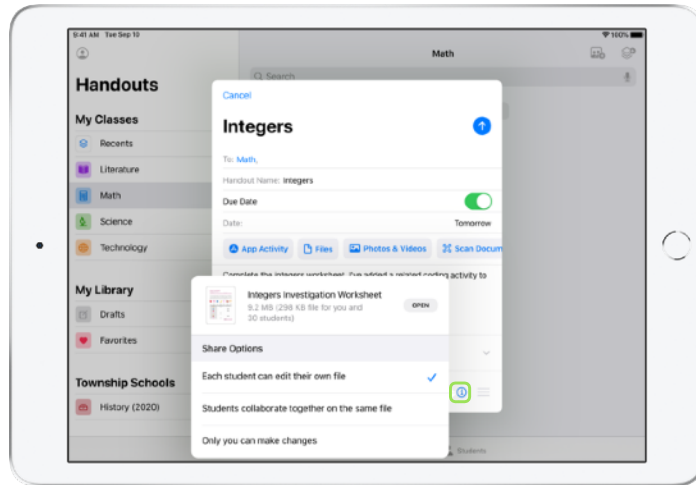 9:41 AM Tue Sep 10
100%
Math
Handouts
Search
My Classes
Recents
Literature
Math
Science
Technology
My Library
Drafts
Favorites
Township Schools
History (2020)
Cancel
Integers
To: Math,
Handout Name: Integers
Due Date
Date: Tomorrow
App Activity Files Photos & Videos Scan Docum
Complete the integers worksheet. I've added a related coding activity to
Integers Investigation Worksheet
9.2 MB (298 KB file for you and
30 students)
OPEN
Share Options
Each student can edit their own file
Students collaborate together on the same file
Only you can make changes
Students